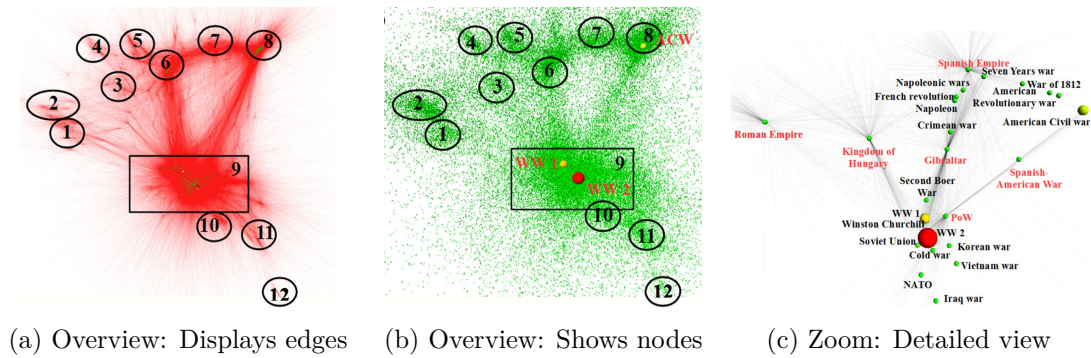 4
5
7
8
6
3
2
1
9
10
11
12
(a) Overview: Displays edges
4
5
7
8
ACW
6
3
2
1
9
WW 1
WW 2
10
11
12
(b) Overview: Shows nodes
Spanish Empire
Seven Years war
Napoleonic wars
War of 1812
French revolution
American
Napoleon
Revolutionary war
American Civil war
Crimean war
Roman Empire
Kingdom of
Hungary
Gibraltar
Spanish-
American War
Second Boer
War
WW 1
PoW
Winston Churchill
WW 2
Soviet Union
Korean war
Cold war
Vietnam war
NATO
Iraq war
(c) Zoom: Detailed view